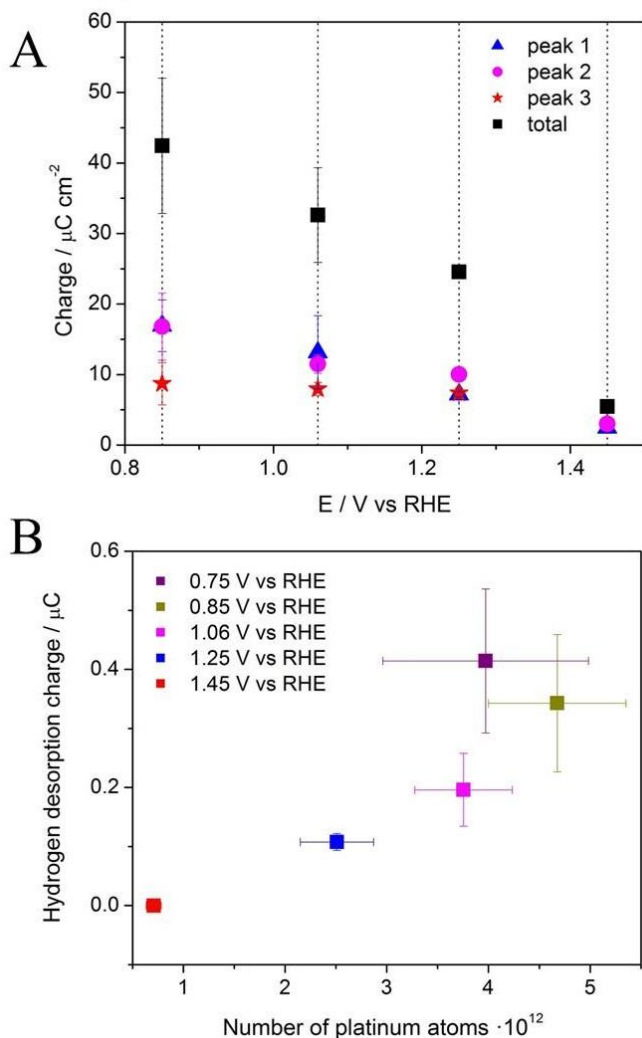 A
60
50
40
30
20
10
0
Charge / μC cm⁻²
peak 1
peak 2
peak 3
total
0.8 1.0 1.2 1.4
E / V vs RHE
B
0.6
0.4
0.2
0.0
Hydrogen desorption charge / μC
0.75 V vs RHE
0.85 V vs RHE
1.06 V vs RHE
1.25 V vs RHE
1.45 V vs RHE
1 2 3 4 5
Number of platinum atoms ·10¹²